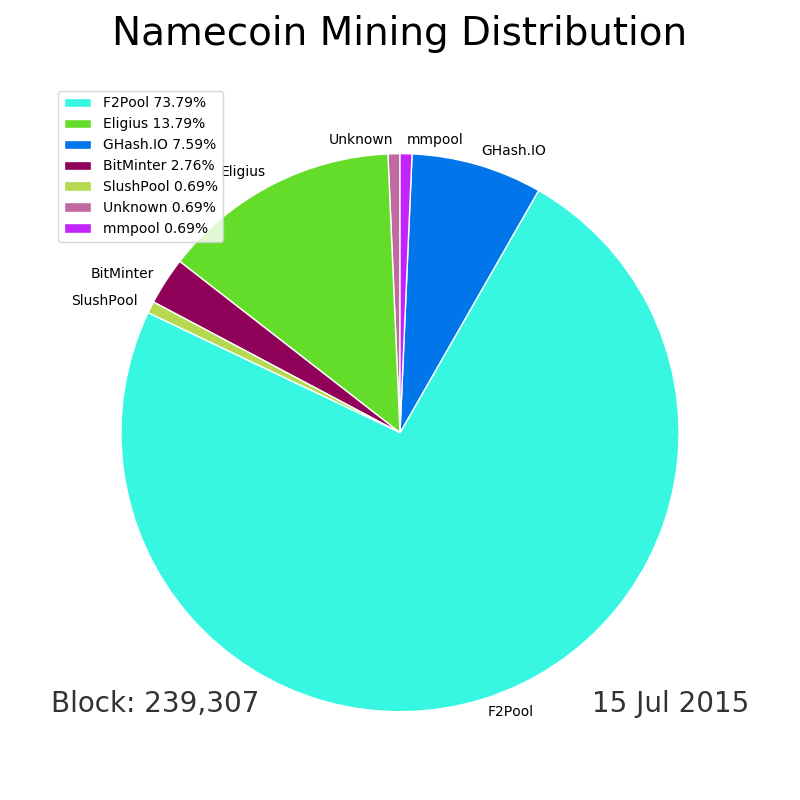 Namecoin Mining Distribution
F2Pool 73.79%
Eligius 13.79%
GHash.IO 7.59%
BitMinter 2.76%
SlushPool 0.69%
Unknown 0.69%
mmpool 0.69%
Unknown
mmpool
GHash.IO
Eligius
BitMinter
SlushPool
F2Pool
Block: 239,307
15 Jul 2015